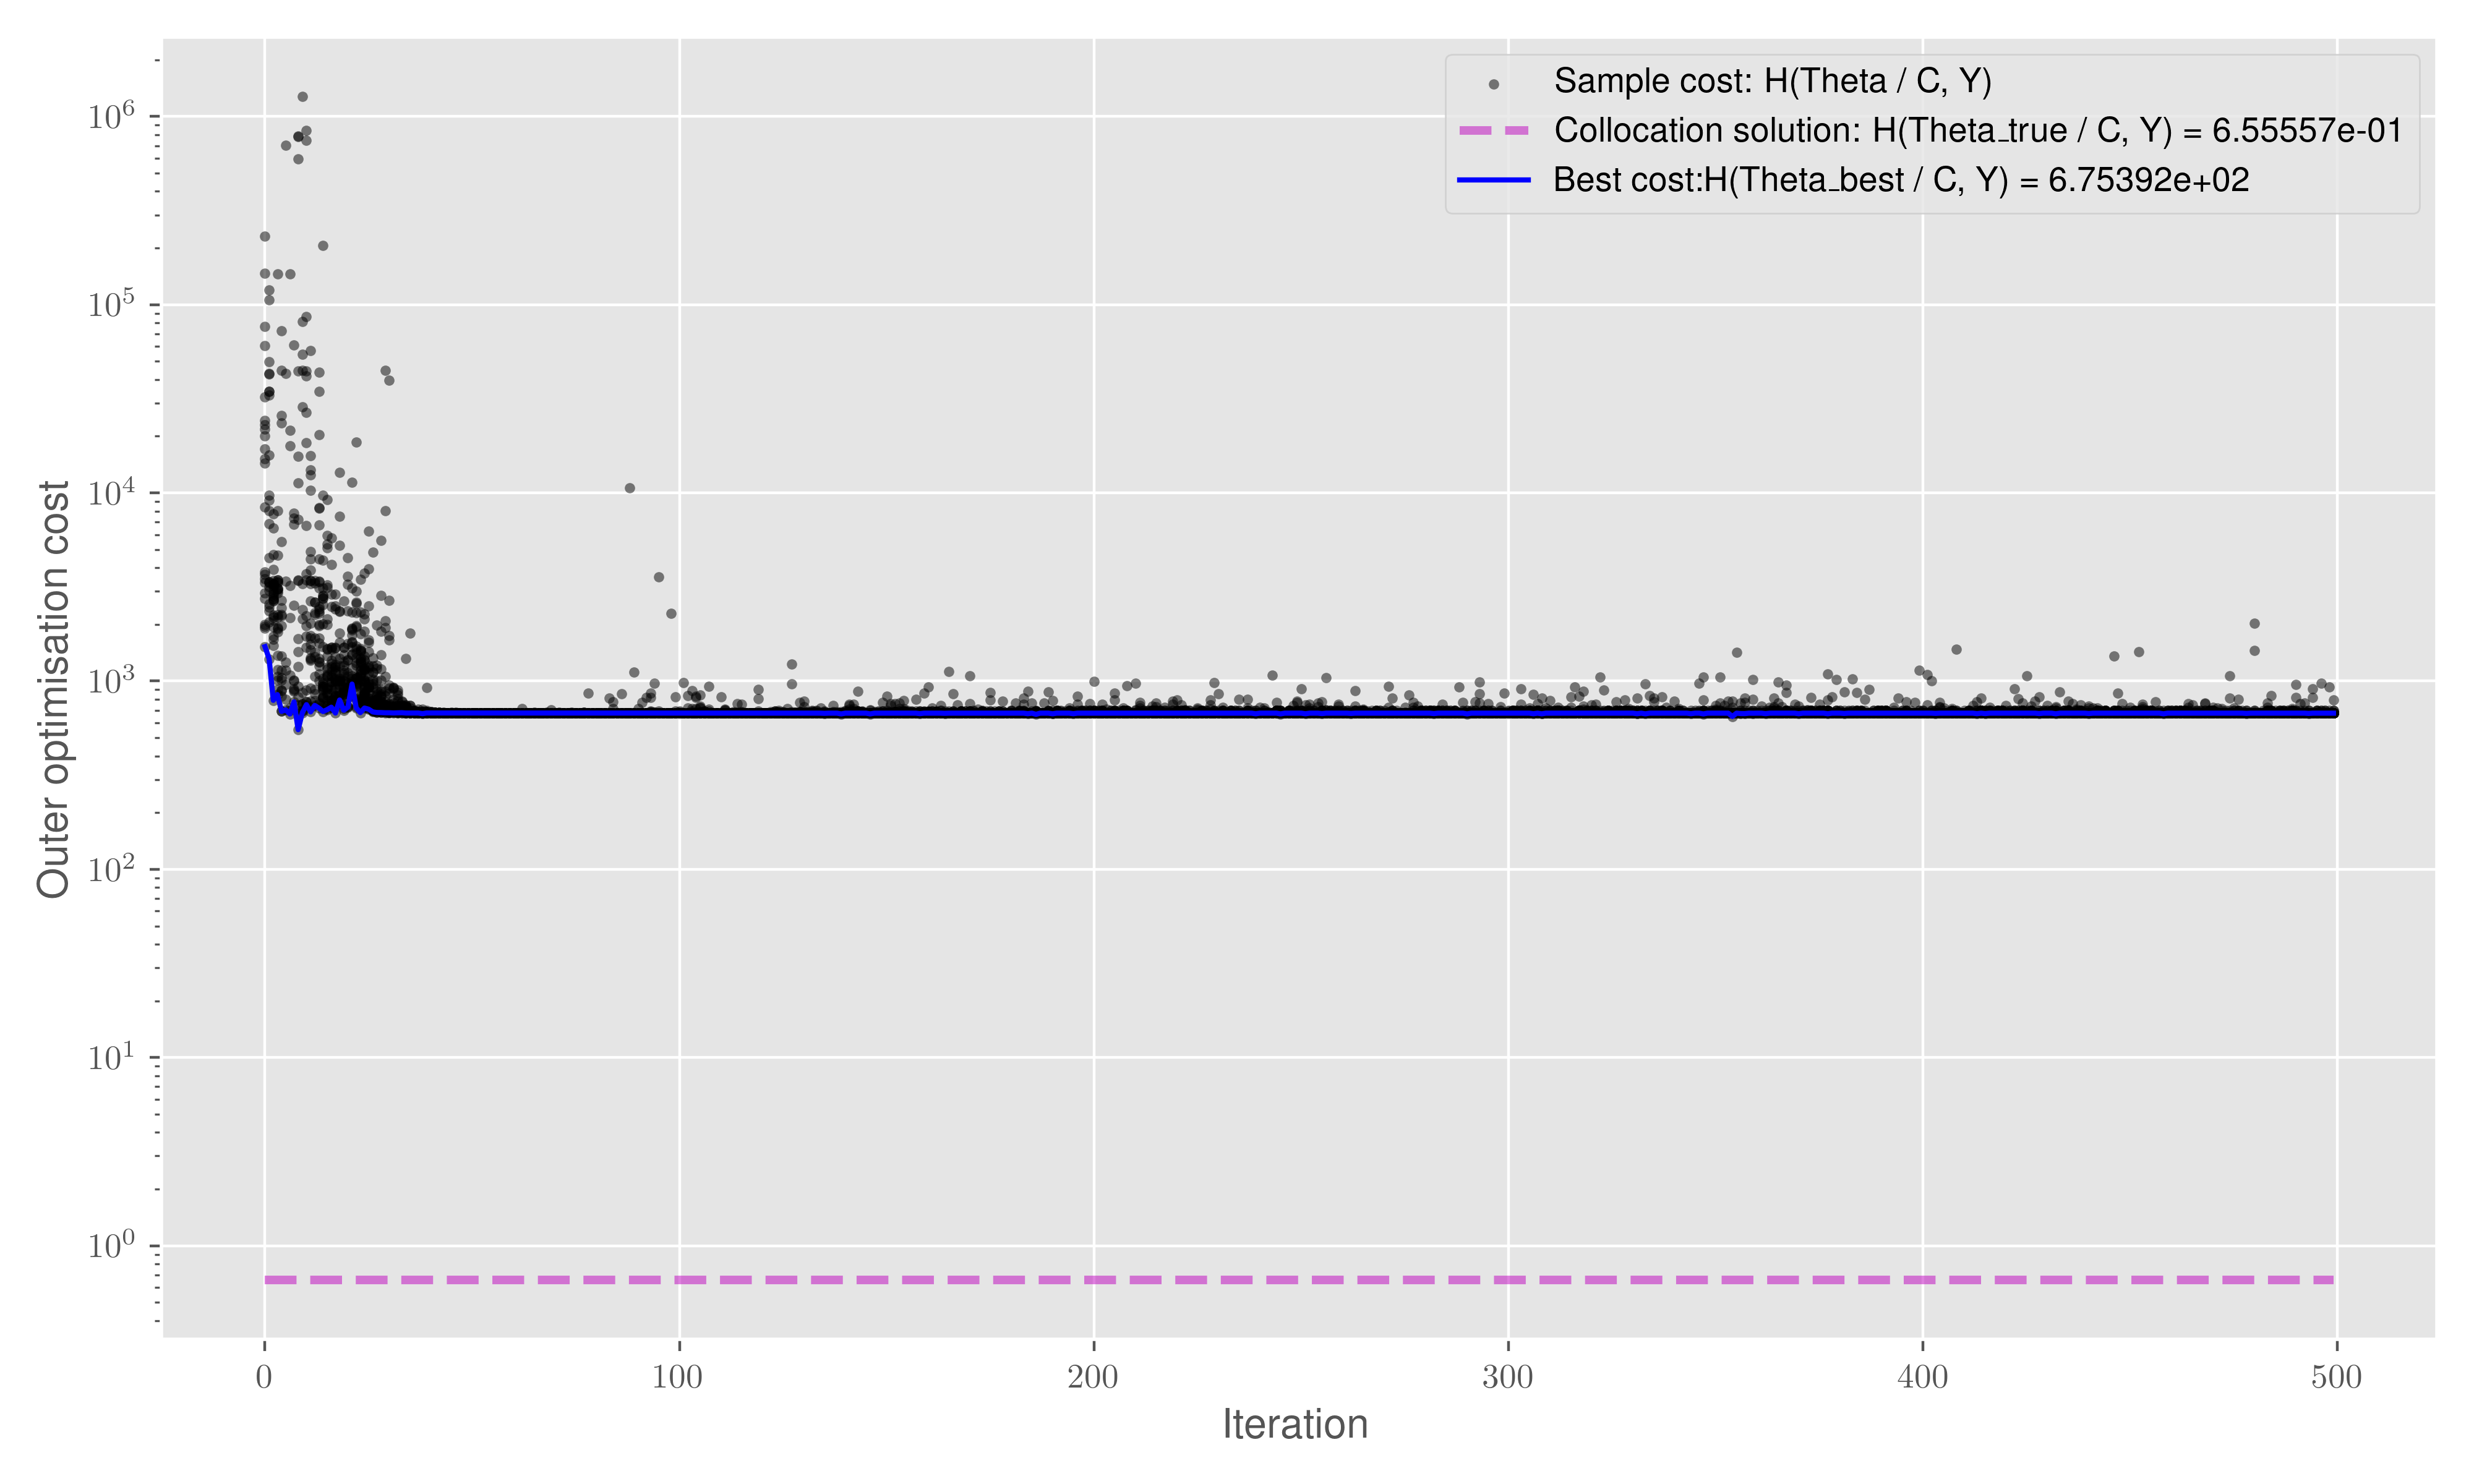 Sample cost: H(Theta / C, Y)
Collocation solution: H(Theta_true / C, Y) = 6.55557e-01
Best cost:H(Theta_best / C, Y) = 6.75392e+02
Outer optimisation cost
10^6
10^5
10^4
10^3
10^2
10^1
10^0
0 100 200 300 400 500
Iteration